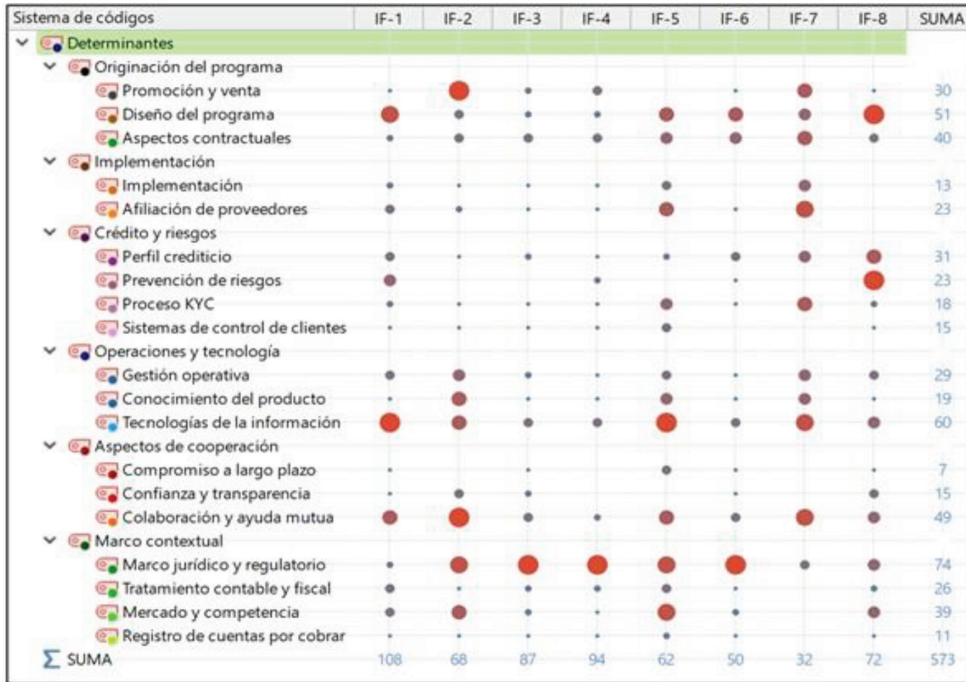 Sistema de códigos IF-1 IF-2 IF-3 IF-4 IF-5 IF-6 IF-7 IF-8 SUMA
Determinantes
Originación del programa
Promoción y venta 30
Diseño del programa 51
Aspectos contractuales 40
Implementación
Implementación 13
Afiliación de proveedores 23
Crédito y riesgos
Perfil crediticio 31
Prevención de riesgos 23
Proceso KYC 18
Sistemas de control de clientes 15
Operaciones y tecnología
Gestión operativa 29
Conocimiento del producto 19
Tecnologías de la información 60
Aspectos de cooperación
Compromiso a largo plazo 7
Confianza y transparencia 15
Colaboración y ayuda mutua 49
Marco contextual
Marco jurídico y regulatorio 74
Tratamiento contable y fiscal 26
Mercado y competencia 39
Registro de cuentas por cobrar 11
Σ SUMA 108 68 87 94 62 50 32 72 573